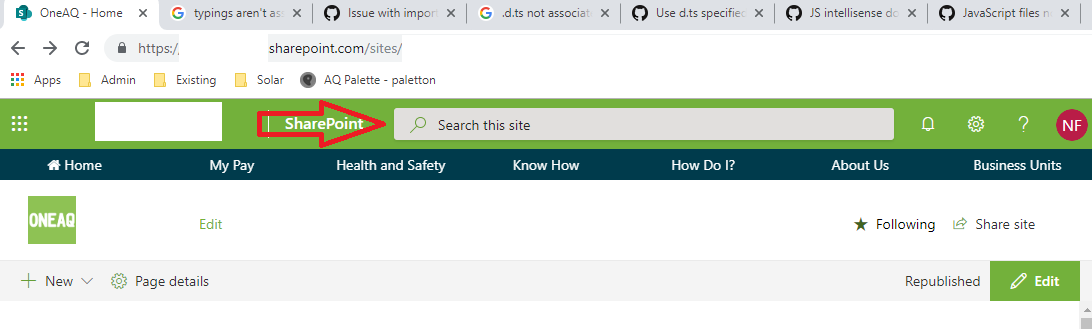 OneAQ - Home typings aren't ass Issue with import .d.ts not associat Use d.ts specified JS intellisense do JavaScript files n
https:/ sharepoint.com/sites/
Apps Admin Existing Solar AQ Palette - paletton
SharePoint Search this site ? NF
Home My Pay Health and Safety Know How How Do I? About Us Business Units
ONEAQ Edit Following Share site
New Page details Republished Edit